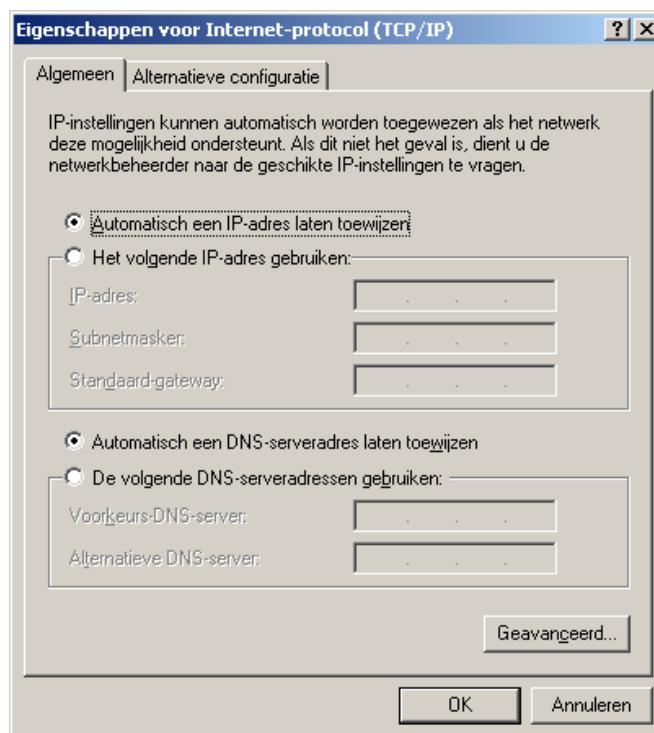 Eigenschappen voor Internet-protocol (TCP/IP)
Algemeen
Alternatieve configuratie
IP-instellingen kunnen automatisch worden toegewezen als het netwerk
deze mogelijkheid ondersteunt. Als dit niet het geval is, dient u de
netwerkbeheerder naar de geschikte IP-instellingen te vragen.
Automatisch een IP-adres laten toewijzen
Het volgende IP-adres gebruiken:
IP-adres:
Subnetmasker:
Standaard-gateway:
Automatisch een DNS-serveradres laten toewijzen
De volgende DNS-serveradressen gebruiken:
Voorkeurs-DNS-server:
Alternatieve DNS-server:
Geavanceerd...
OK
Annuleren